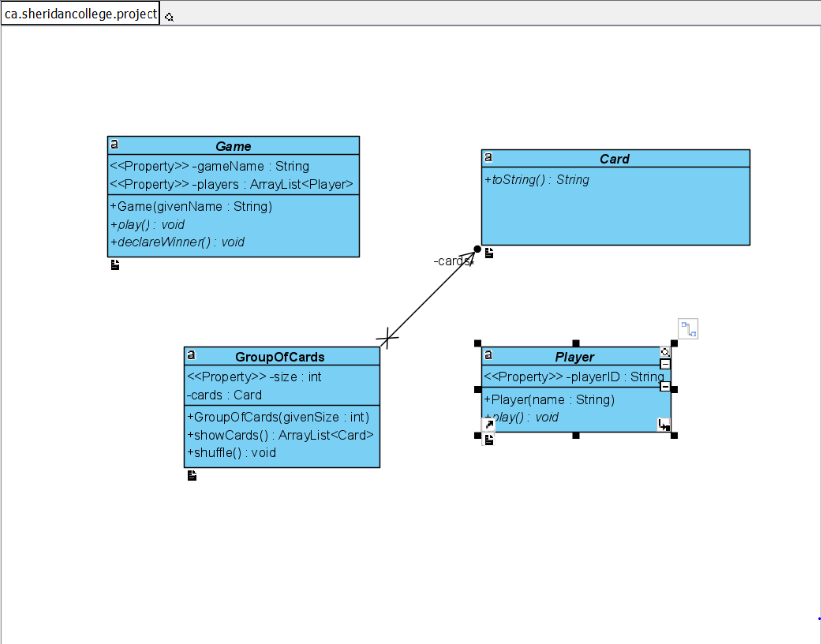 ca.sheridancollege.project
Game
<<Property>> -gameName : String
<<Property>> -players : ArrayList<Player>
+Game(givenName : String)
+play() : void
+declareWinner() : void
Card
+toString() : String
-cards
GroupOfCards
<<Property>> -size : int
-cards : Card
+GroupOfCards(givenSize : int)
+showCards() : ArrayList<Card>
+shuffle() : void
Player
<<Property>> -playerID : String
+Player(name : String)
+play() : void